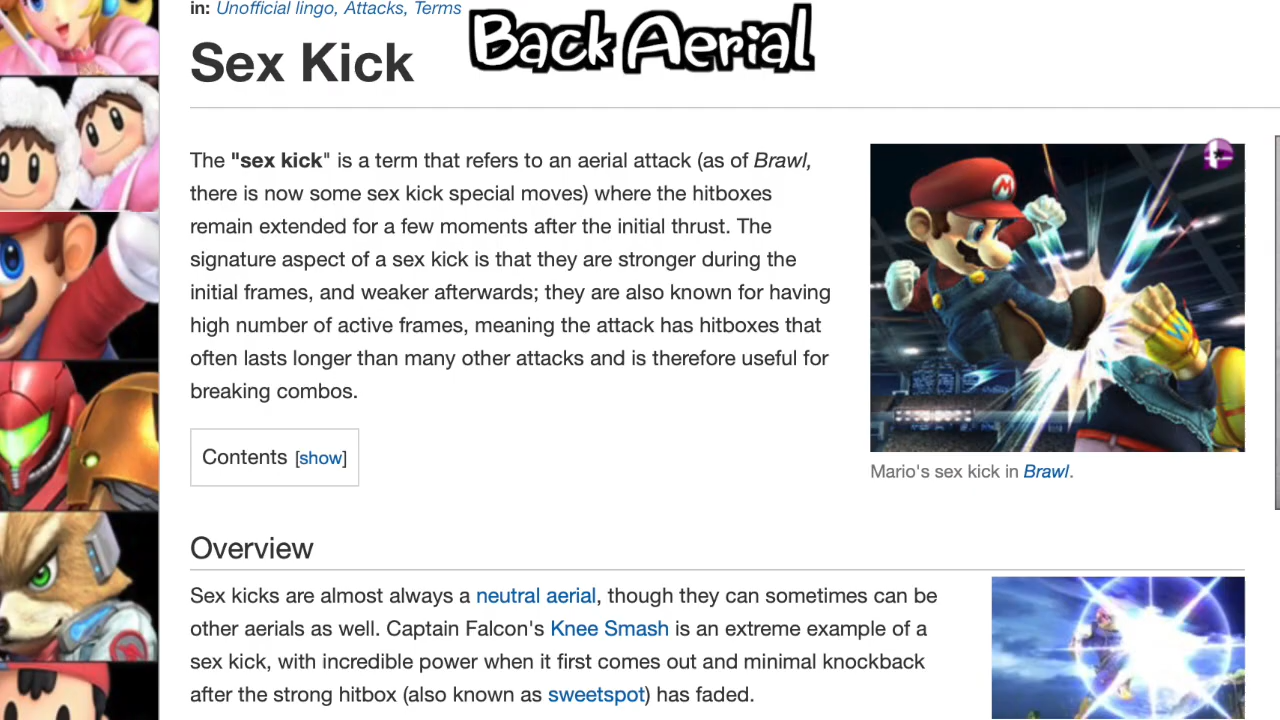 in: Unofficial lingo, Attacks, Terms
Back Aerial
Sex Kick
The "sex kick" is a term that refers to an aerial attack (as of Brawl,
there is now some sex kick special moves) where the hitboxes
remain extended for a few moments after the initial thrust. The
signature aspect of a sex kick is that they are stronger during the
initial frames, and weaker afterwards; they are also known for having
high number of active frames, meaning the attack has hitboxes that
often lasts longer than many other attacks and is therefore useful for
breaking combos.
Contents [show]
M
W
Mario's sex kick in Brawl.
Overview
Sex kicks are almost always a neutral aerial, though they can sometimes can be
other aerials as well. Captain Falcon's Knee Smash is an extreme example of a
sex kick, with incredible power when it first comes out and minimal knockback
after the strong hitbox (also known as sweetspot) has faded.